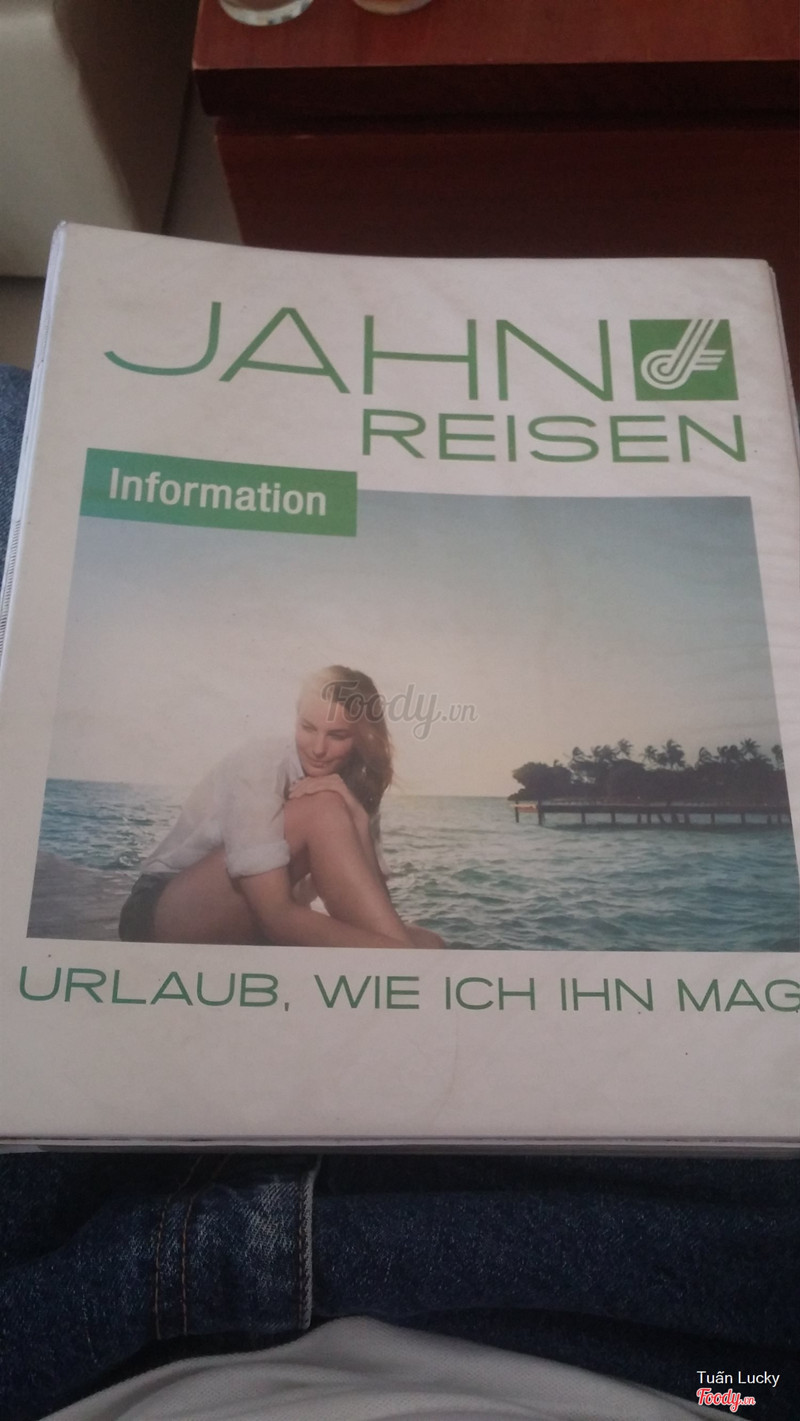 JAHN
REISEN
Information
Foody.vn
URLAUB, WIE ICH IHN MAG
Tuấn Lucky
Foody.vn